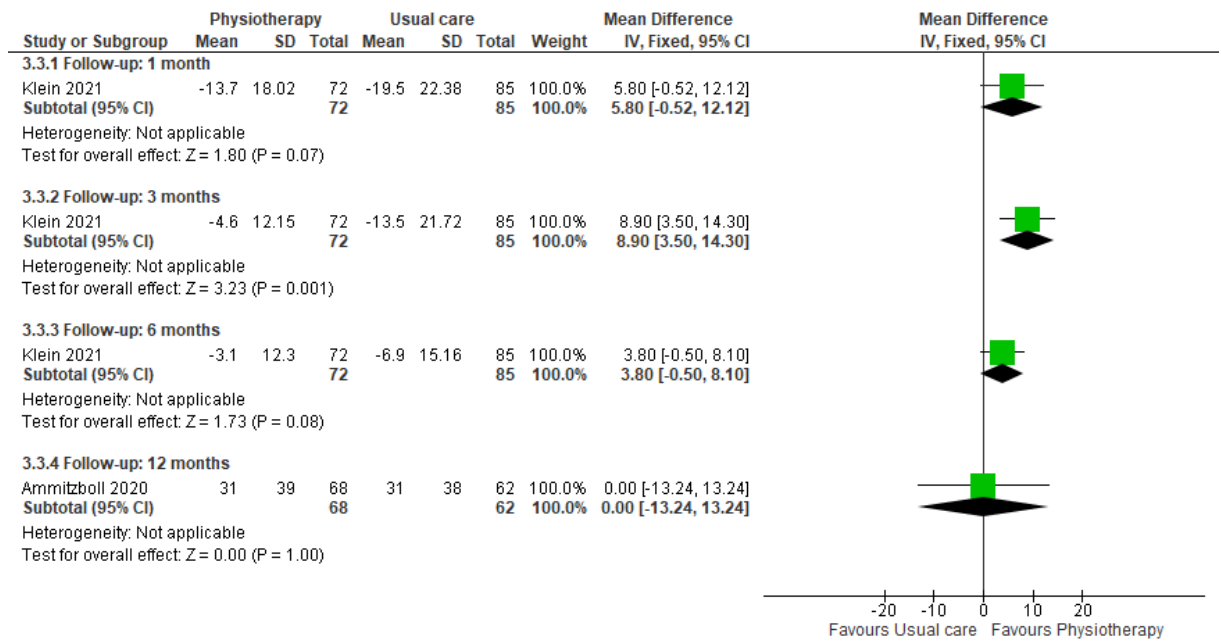 Physiotherapy Usual care Mean Difference Mean Difference
Study or Subgroup Mean SD Total Mean SD Total Weight IV, Fixed, 95% CI IV, Fixed, 95% CI
3.3.1 Follow-up: 1 month
Klein 2021 -13.7 18.02 72 -19.5 22.38 85 100.0% 5.80 [-0.52, 12.12]
Subtotal (95% CI) 72 85 100.0% 5.80 [-0.52, 12.12]
Heterogeneity: Not applicable
Test for overall effect: Z = 1.80 (P = 0.07)
3.3.2 Follow-up: 3 months
Klein 2021 -4.6 12.15 72 -13.5 21.72 85 100.0% 8.90 [3.50, 14.30]
Subtotal (95% CI) 72 85 100.0% 8.90 [3.50, 14.30]
Heterogeneity: Not applicable
Test for overall effect: Z = 3.23 (P = 0.001)
3.3.3 Follow-up: 6 months
Klein 2021 -3.1 12.3 72 -6.9 15.16 85 100.0% 3.80 [-0.50, 8.10]
Subtotal (95% CI) 72 85 100.0% 3.80 [-0.50, 8.10]
Heterogeneity: Not applicable
Test for overall effect: Z = 1.73 (P = 0.08)
3.3.4 Follow-up: 12 months
Ammitzboll 2020 31 39 68 31 38 62 100.0% 0.00 [-13.24, 13.24]
Subtotal (95% CI) 68 62 100.0% 0.00 [-13.24, 13.24]
Heterogeneity: Not applicable
Test for overall effect: Z = 0.00 (P = 1.00)
-20 -10 0 10 20
Favours Usual care Favours Physiotherapy